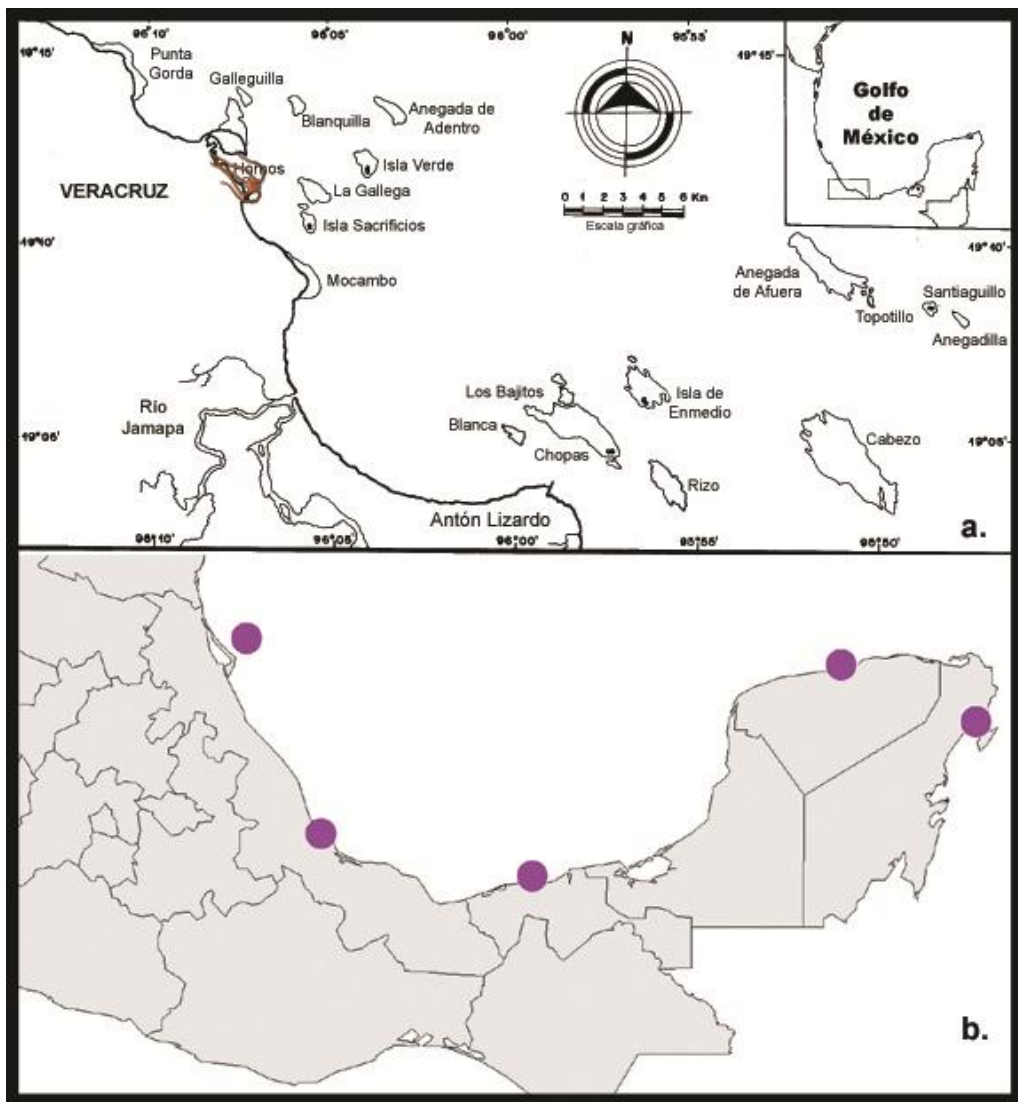 96°10' 96°05' 96°00' 95°55'
19°15'
Punta
Gorda
Galleguilla
Blanquilla
Anegada de
Adentro
Hornos
Isla Verde
VERACRUZ
La Gallega
Isla Sacrificios
19°10'
Mocambo
N
0 1 2 3 4 5 6 Km
Escala gráfica
19°15'
Golfo
de
México
19°10'
Anegada
de Afuera
Topotillo
Santiaguillo
Anegadilla
Los Bajitos
Isla de
Enmedio
Río
Jamapa
Blanca
Chopas
Rizo
Cabezo
19°05'
19°05'
Antón Lizardo
a.
96°10' 96°05' 96°00' 95°55' 95°50'
b.